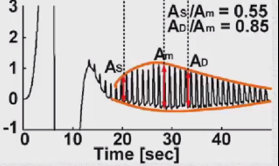 3
2
1
0
-1
As/Am = 0.55
AD/Am = 0.85
As
Am
AD
0 10 20 30 40
Time [sec]